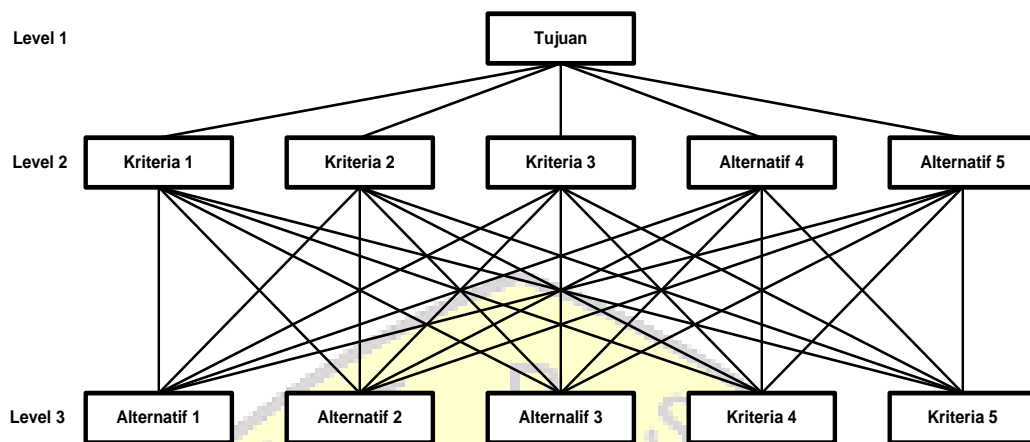 Level 1 Tujuan
Level 2 Kriteria 1 Kriteria 2 Kriteria 3 Alternatif 4 Alternatif 5
Level 3 Alternatif 1 Alternatif 2 Alternalif 3 Kriteria 4 Kriteria 5